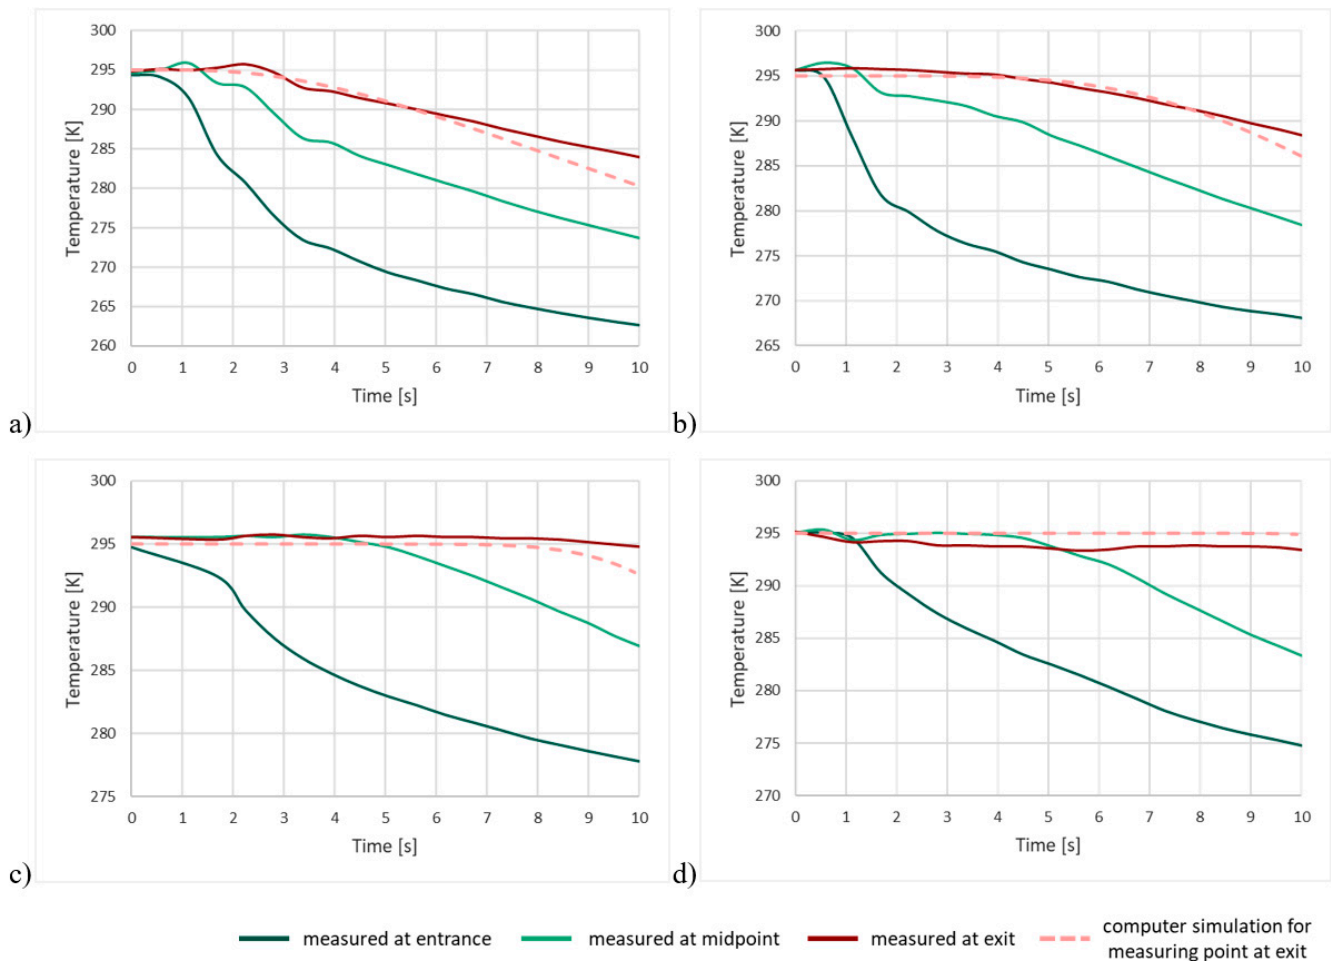 a)
300
295
290
285
280
275
270
265
260
Temperature [K]
0 1 2 3 4 5 6 7 8 9 10
Time [s]
b)
300
295
290
285
280
275
270
265
Temperature [K]
0 1 2 3 4 5 6 7 8 9 10
Time [s]
c)
300
295
290
285
280
275
Temperature [K]
0 1 2 3 4 5 6 7 8 9 10
Time [s]
d)
300
295
290
285
280
275
270
Temperature [K]
0 1 2 3 4 5 6 7 8 9 10
Time [s]
measured at entrance
measured at midpoint
measured at exit
computer simulation for
measuring point at exit